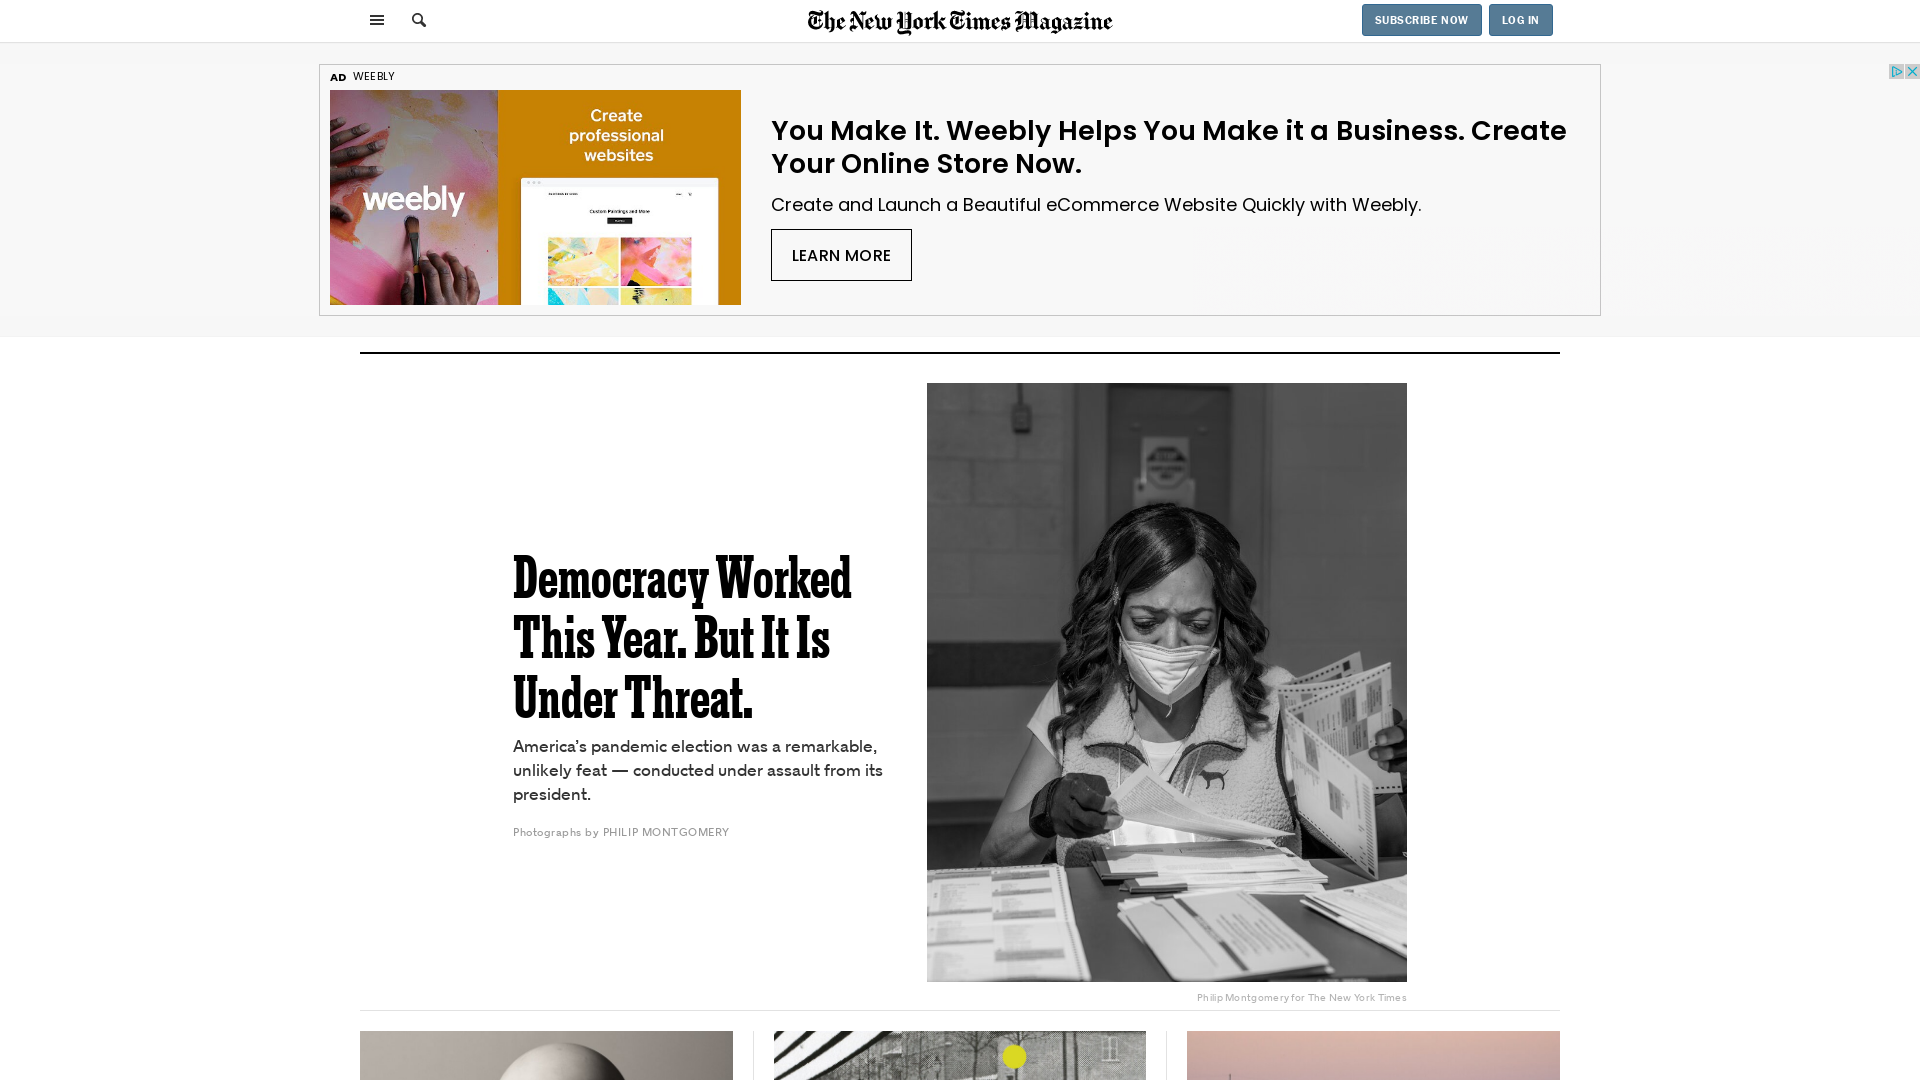 The New York Times Magazine
SUBSCRIBE NOW
LOG IN
AD WEEBLY
Create
professional
websites
weebly
Custom Paintings and More
You Make It. Weebly Helps You Make it a Business. Create
Your Online Store Now.
Create and Launch a Beautiful eCommerce Website Quickly with Weebly.
LEARN MORE
Democracy Worked
This Year. But It Is
Under Threat.
America’s pandemic election was a remarkable,
unlikely feat — conducted under assault from its
president.
Photographs by PHILIP MONTGOMERY
Philip Montgomery for The New York Times